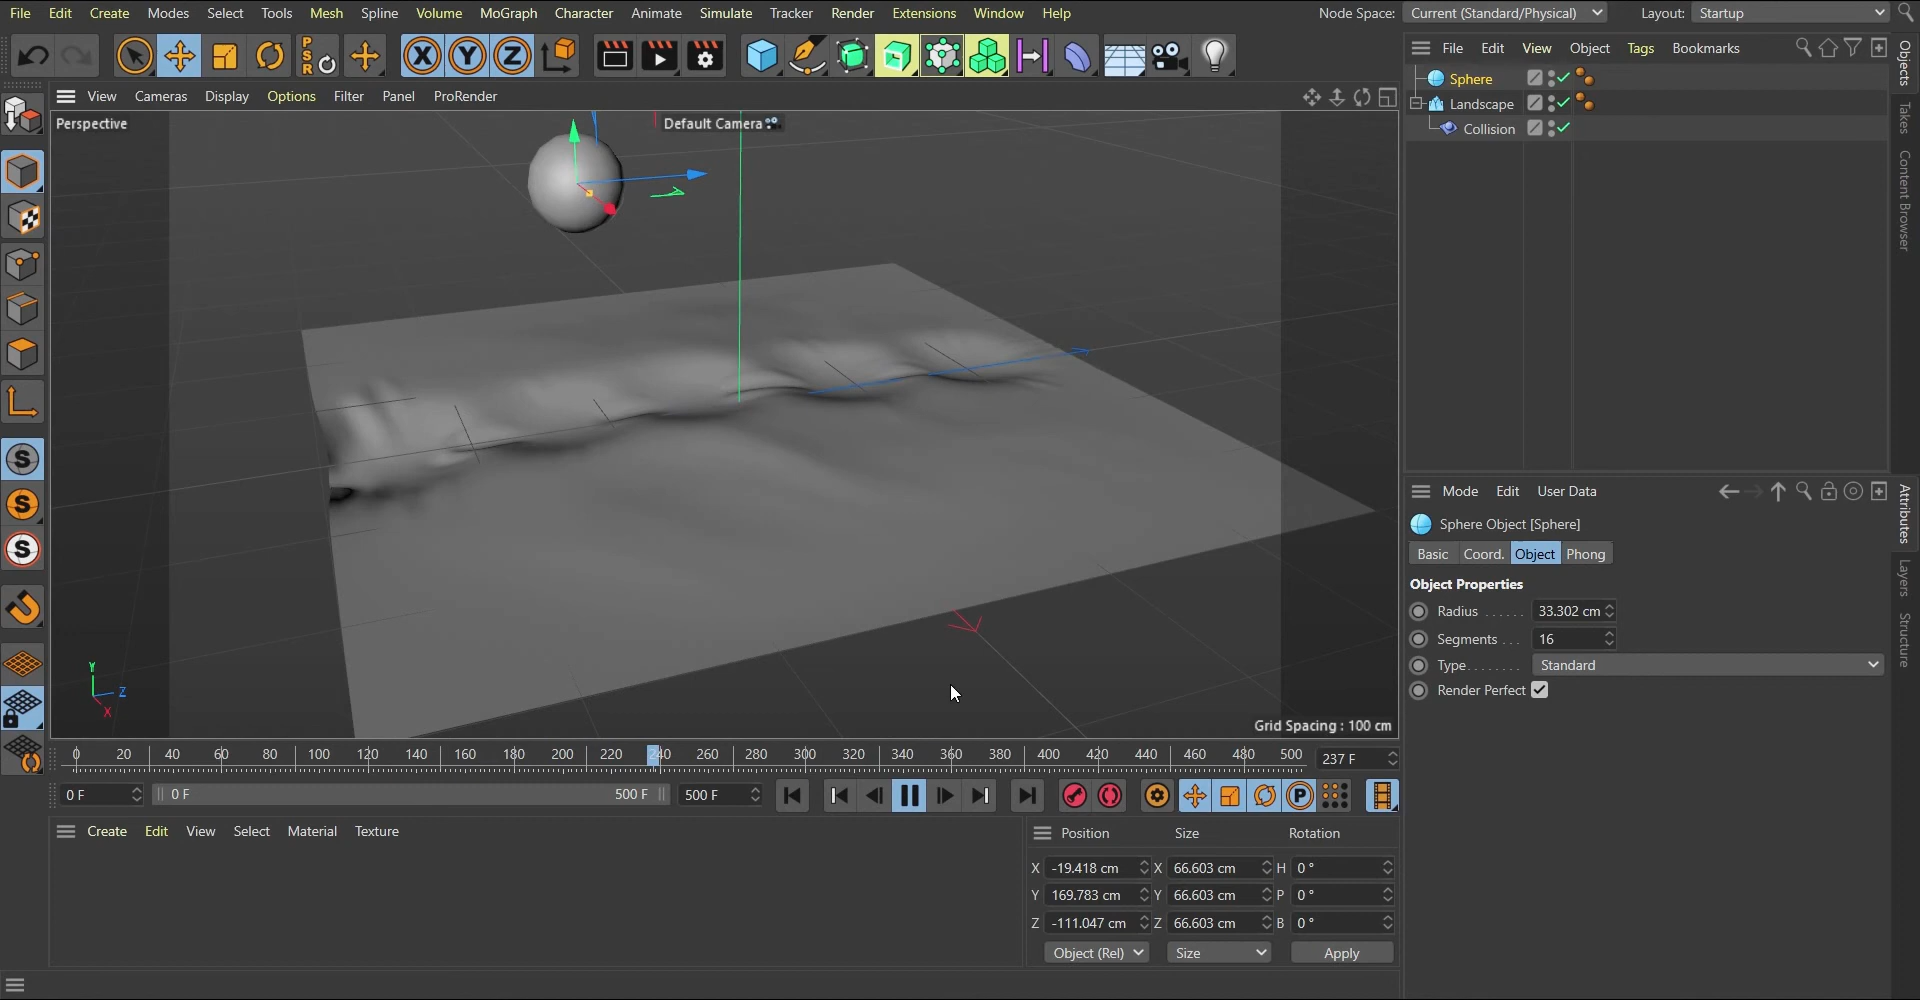 File Edit Create Modes Select Tools Mesh Spline Volume MoGraph Character Animate Simulate Tracker Render Extensions Window Help Node Space: Current (Standard/Physical) Layout: Startup
P S R X Y Z
View Cameras Display Options Filter Panel ProRender
Perspective
Default Camera
S
S
S
Y
Z
X
Grid Spacing : 100 cm
0 20 40 60 80 100 120 140 160 180 200 220 240 260 280 300 320 340 360 380 400 420 440 460 480 500 237 F
0 F 0 F 500 F 500 F P
Create Edit View Select Material Texture
Position Size Rotation
X -19.418 cm X 66.603 cm H 0 °
Y 169.783 cm Y 66.603 cm P 0 °
Z -111.047 cm Z 66.603 cm B 0 °
Object (Rel) Size Apply
File Edit View Object Tags Bookmarks
Sphere
Landscape
Collision
Mode Edit User Data
Sphere Object [Sphere]
Basic Coord. Object Phong
Object Properties
Radius ...... 33.302 cm
Segments ... 16
Type........ Standard
Render Perfect
Objects
Takes
Content Browser
Attributes
Layers
Structure